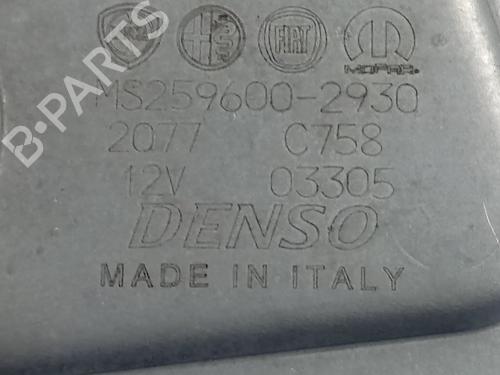 FIAT
MOPAR
MS259600-2930
2077 C758
12V 03305
DENSO
MADE IN ITALY
B-PARTS